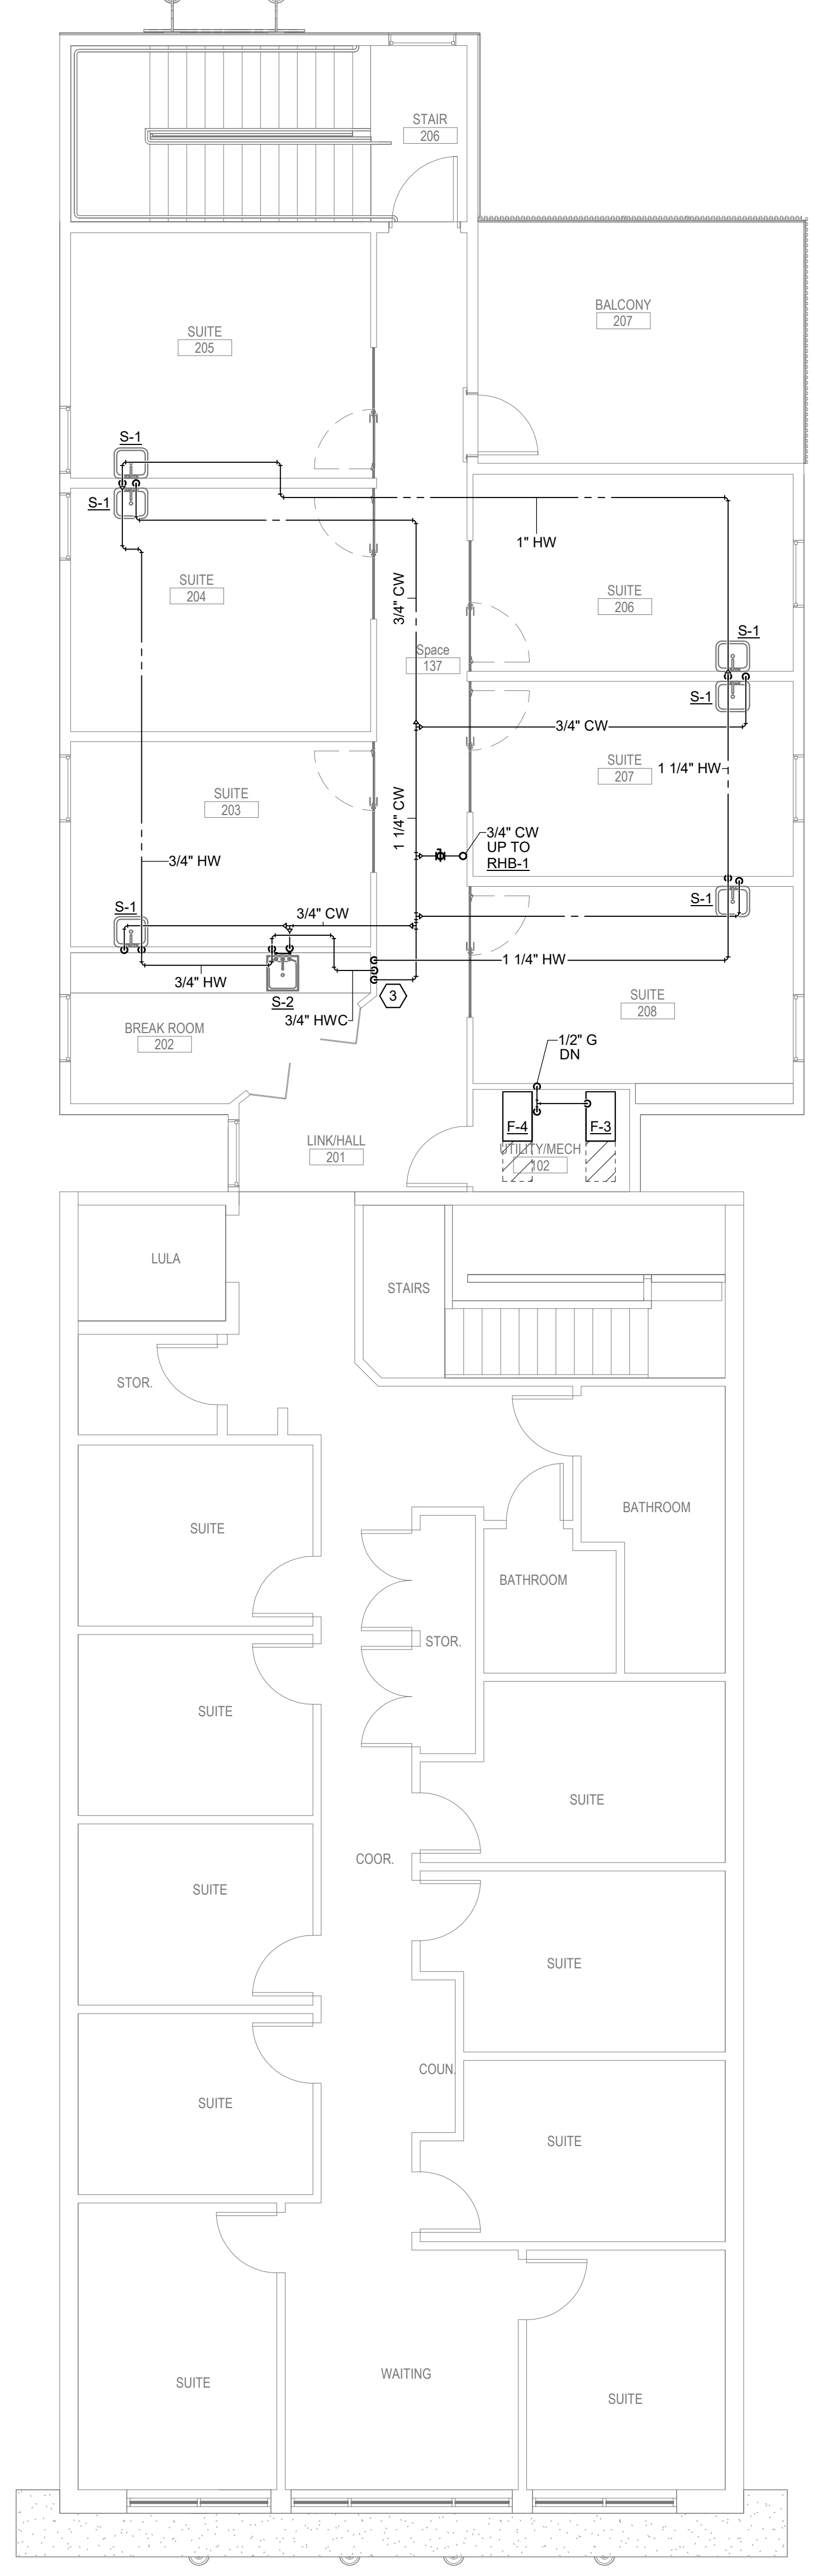 STAIR
206
BALCONY
207
SUITE
205
S-1
S-1
1" HW
SUITE
204
3/4" CW
SUITE
206
S-1
Space
137
S-1
3/4" CW
SUITE
207
1 1/4" HW
SUITE
203
1 1/4" CW
3/4" CW
UP TO
RHB-1
3/4" HW
S-1
S-1
3/4" CW
1 1/4" HW
3/4" HW
S-2
3
3/4" HWC
SUITE
208
BREAK ROOM
202
1/2" G
DN
F-4
F-3
LINK/HALL
201
UTILITY/MECH
102
LULA
STAIRS
STOR.
BATHROOM
SUITE
BATHROOM
STOR.
SUITE
SUITE
COOR.
SUITE
SUITE
COUN.
SUITE
SUITE
WAITING
SUITE
SUITE